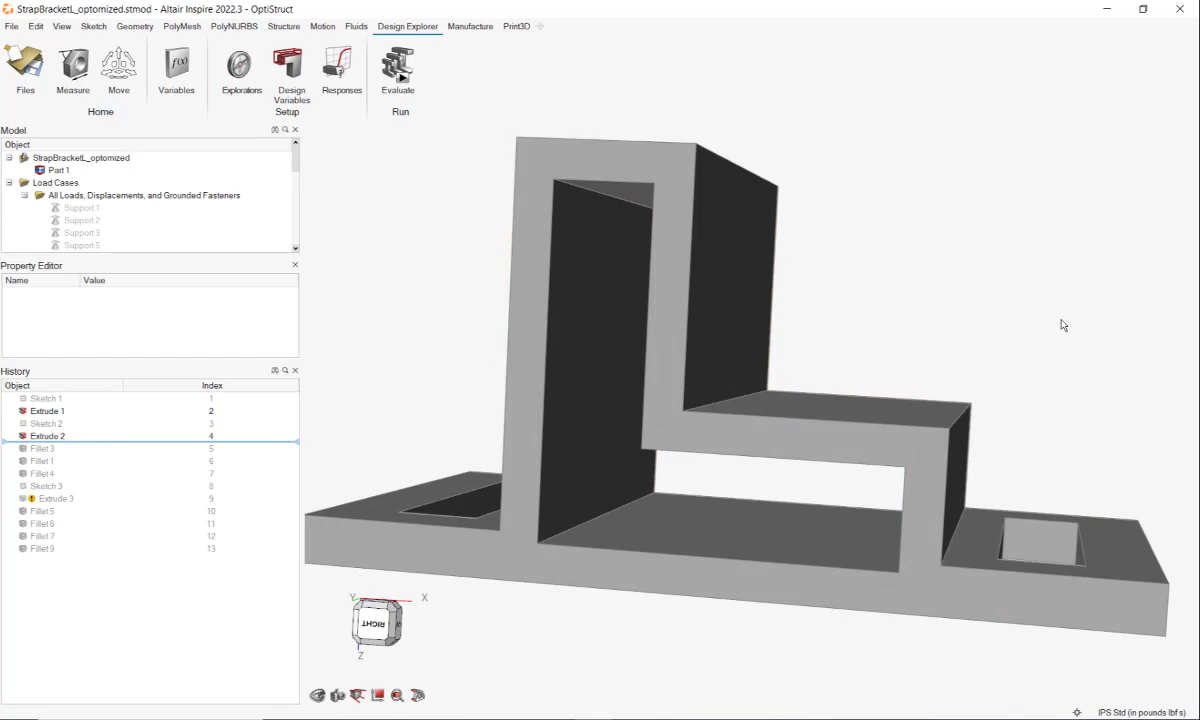 StrapBracketL_optomized.stmod - Altair Inspire 2022.3 - OptiStruct
File Edit View Sketch Geometry PolyMesh PolyNURBS Structure Motion Fluids Design Explorer Manufacture Print3D
Files Measure Move Variables Explorations Design Variables Responses Evaluate
Home Setup Run
Model
Object
StrapBracketL_optomized
Part 1
Load Cases
All Loads, Displacements, and Grounded Fasteners
Support 1
Support 2
Support 3
Support 5
Property Editor
Name Value
History
Object Index
Sketch 1 1
Extrude 1 2
Sketch 2 3
Extrude 2 4
Fillet 3 5
Fillet 1 6
Fillet 4 7
Sketch 3 8
Extrude 3 9
Fillet 5 10
Fillet 6 11
Fillet 7 12
Fillet 9 13
Y X
RIGHT
Z
IPS Std (in pounds lbf s)